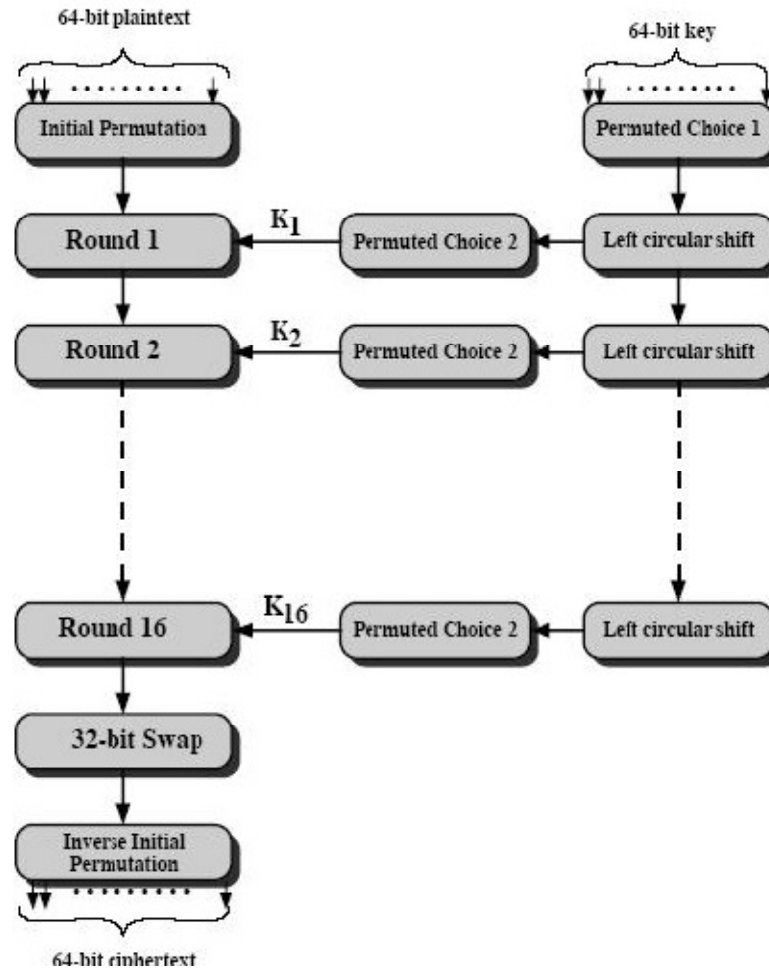 64-bit plaintext
64-bit key
Initial Permutation
Permuted Choice 1
Round 1
K1
Permuted Choice 2
Left circular shift
Round 2
K2
Permuted Choice 2
Left circular shift
Round 16
K16
Permuted Choice 2
Left circular shift
32-bit Swap
Inverse Initial
Permutation
64-bit ciphertext